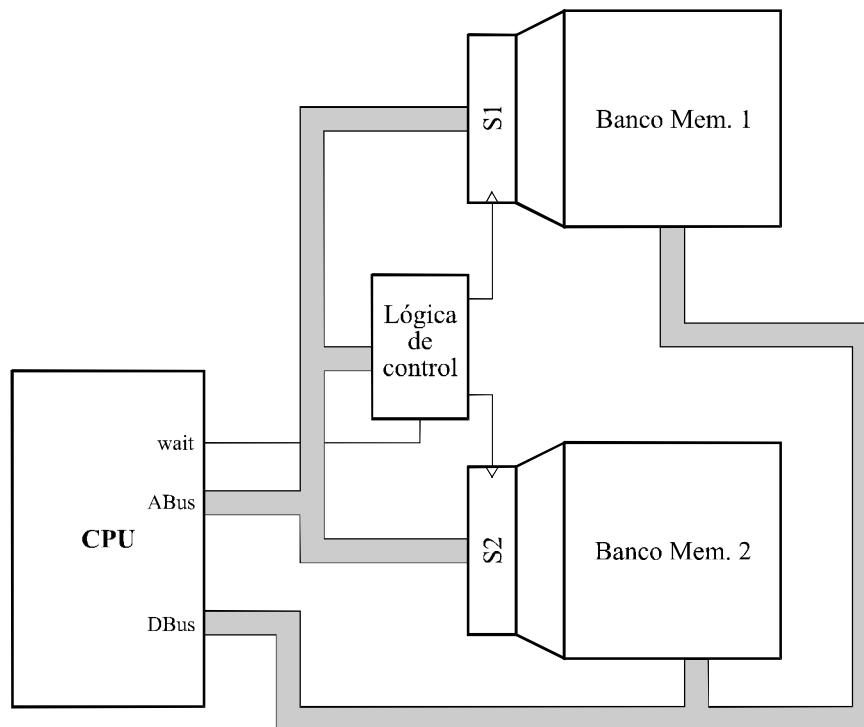 S1
Banco Mem. 1
Lógica
de
control
wait
ABus
CPU
DBus
S2
Banco Mem. 2